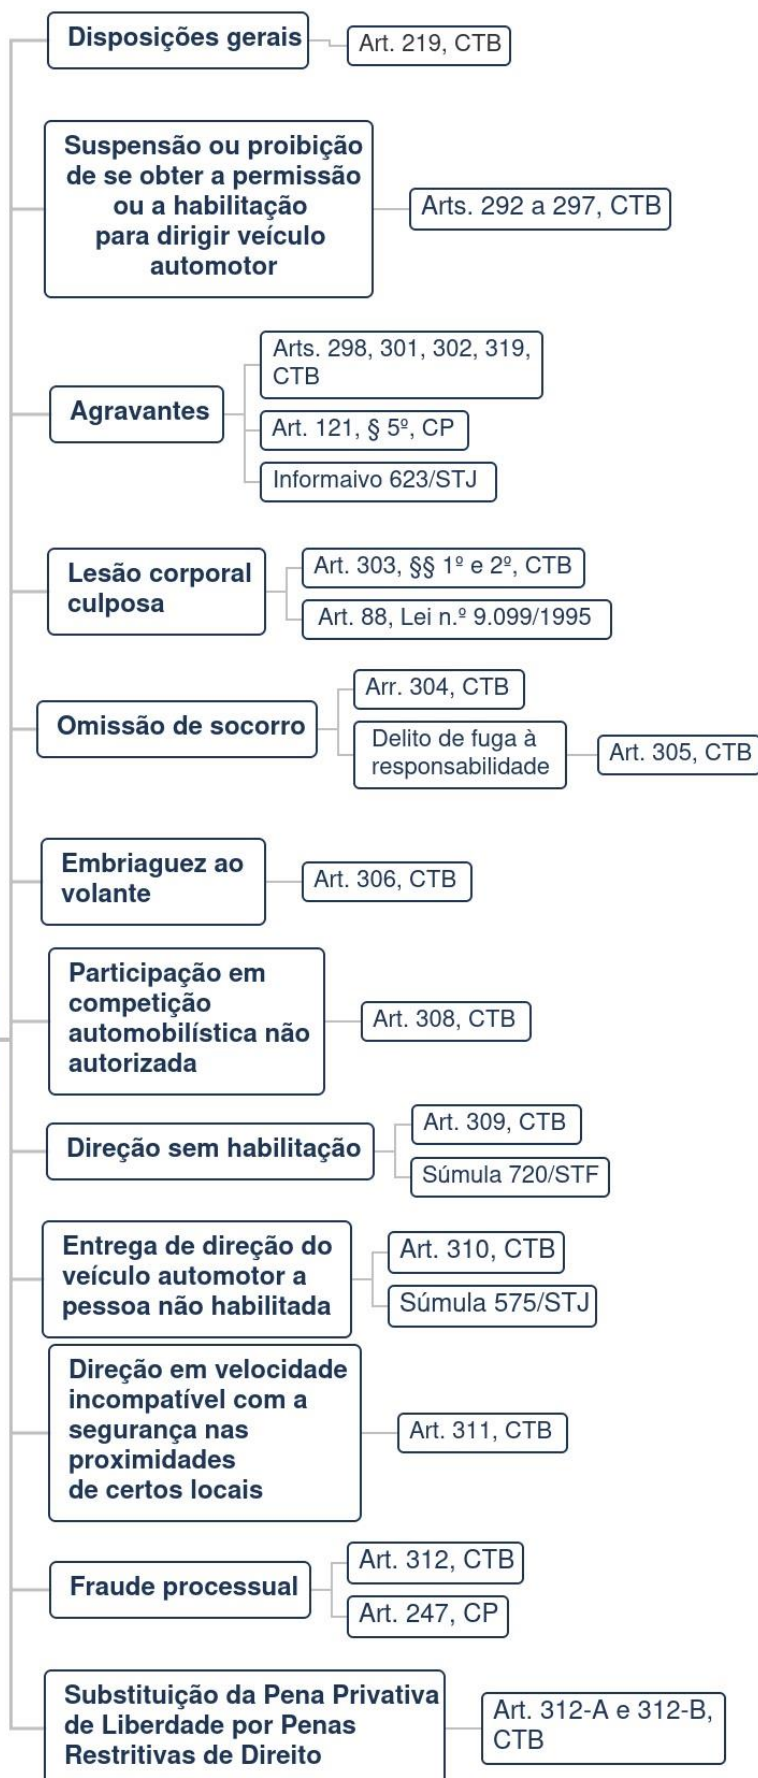 Disposições gerais
Art. 219, CTB
Suspensão ou proibição
de se obter a permissão
ou a habilitação
para dirigir veículo
automotor
Arts. 292 a 297, CTB
Agravantes
Arts. 298, 301, 302, 319,
CTB
Art. 121, § 5º, CP
Informaivo 623/STJ
Lesão corporal
culposa
Art. 303, §§ 1º e 2º, CTB
Art. 88, Lei n.º 9.099/1995
Omissão de socorro
Arr. 304, CTB
Delito de fuga à
responsabilidade
Art. 305, CTB
Embriaguez ao
volante
Art. 306, CTB
Participação em
competição
automobilística não
autorizada
Art. 308, CTB
Direção sem habilitação
Art. 309, CTB
Súmula 720/STF
Entrega de direção do
veículo automotor a
pessoa não habilitada
Art. 310, CTB
Súmula 575/STJ
Direção em velocidade
incompatível com a
segurança nas
proximidades
de certos locais
Art. 311, CTB
Fraude processual
Art. 312, CTB
Art. 247, CP
Substituição da Pena Privativa
de Liberdade por Penas
Restritivas de Direito
Art. 312-A e 312-B,
CTB